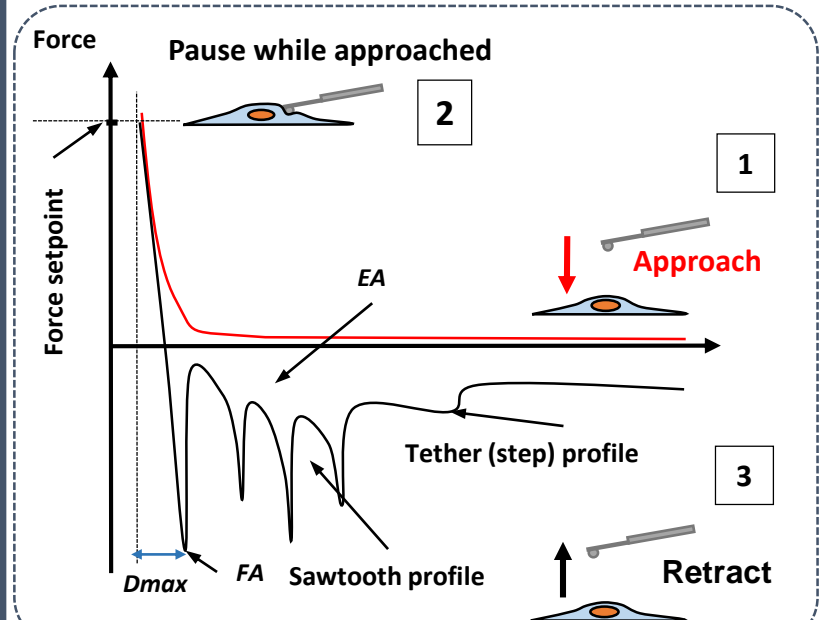 Force
Pause while approached
2
1
Force setpoint
Approach
EA
Tether (step) profile
3
Dmax
FA
Sawtooth profile
Retract